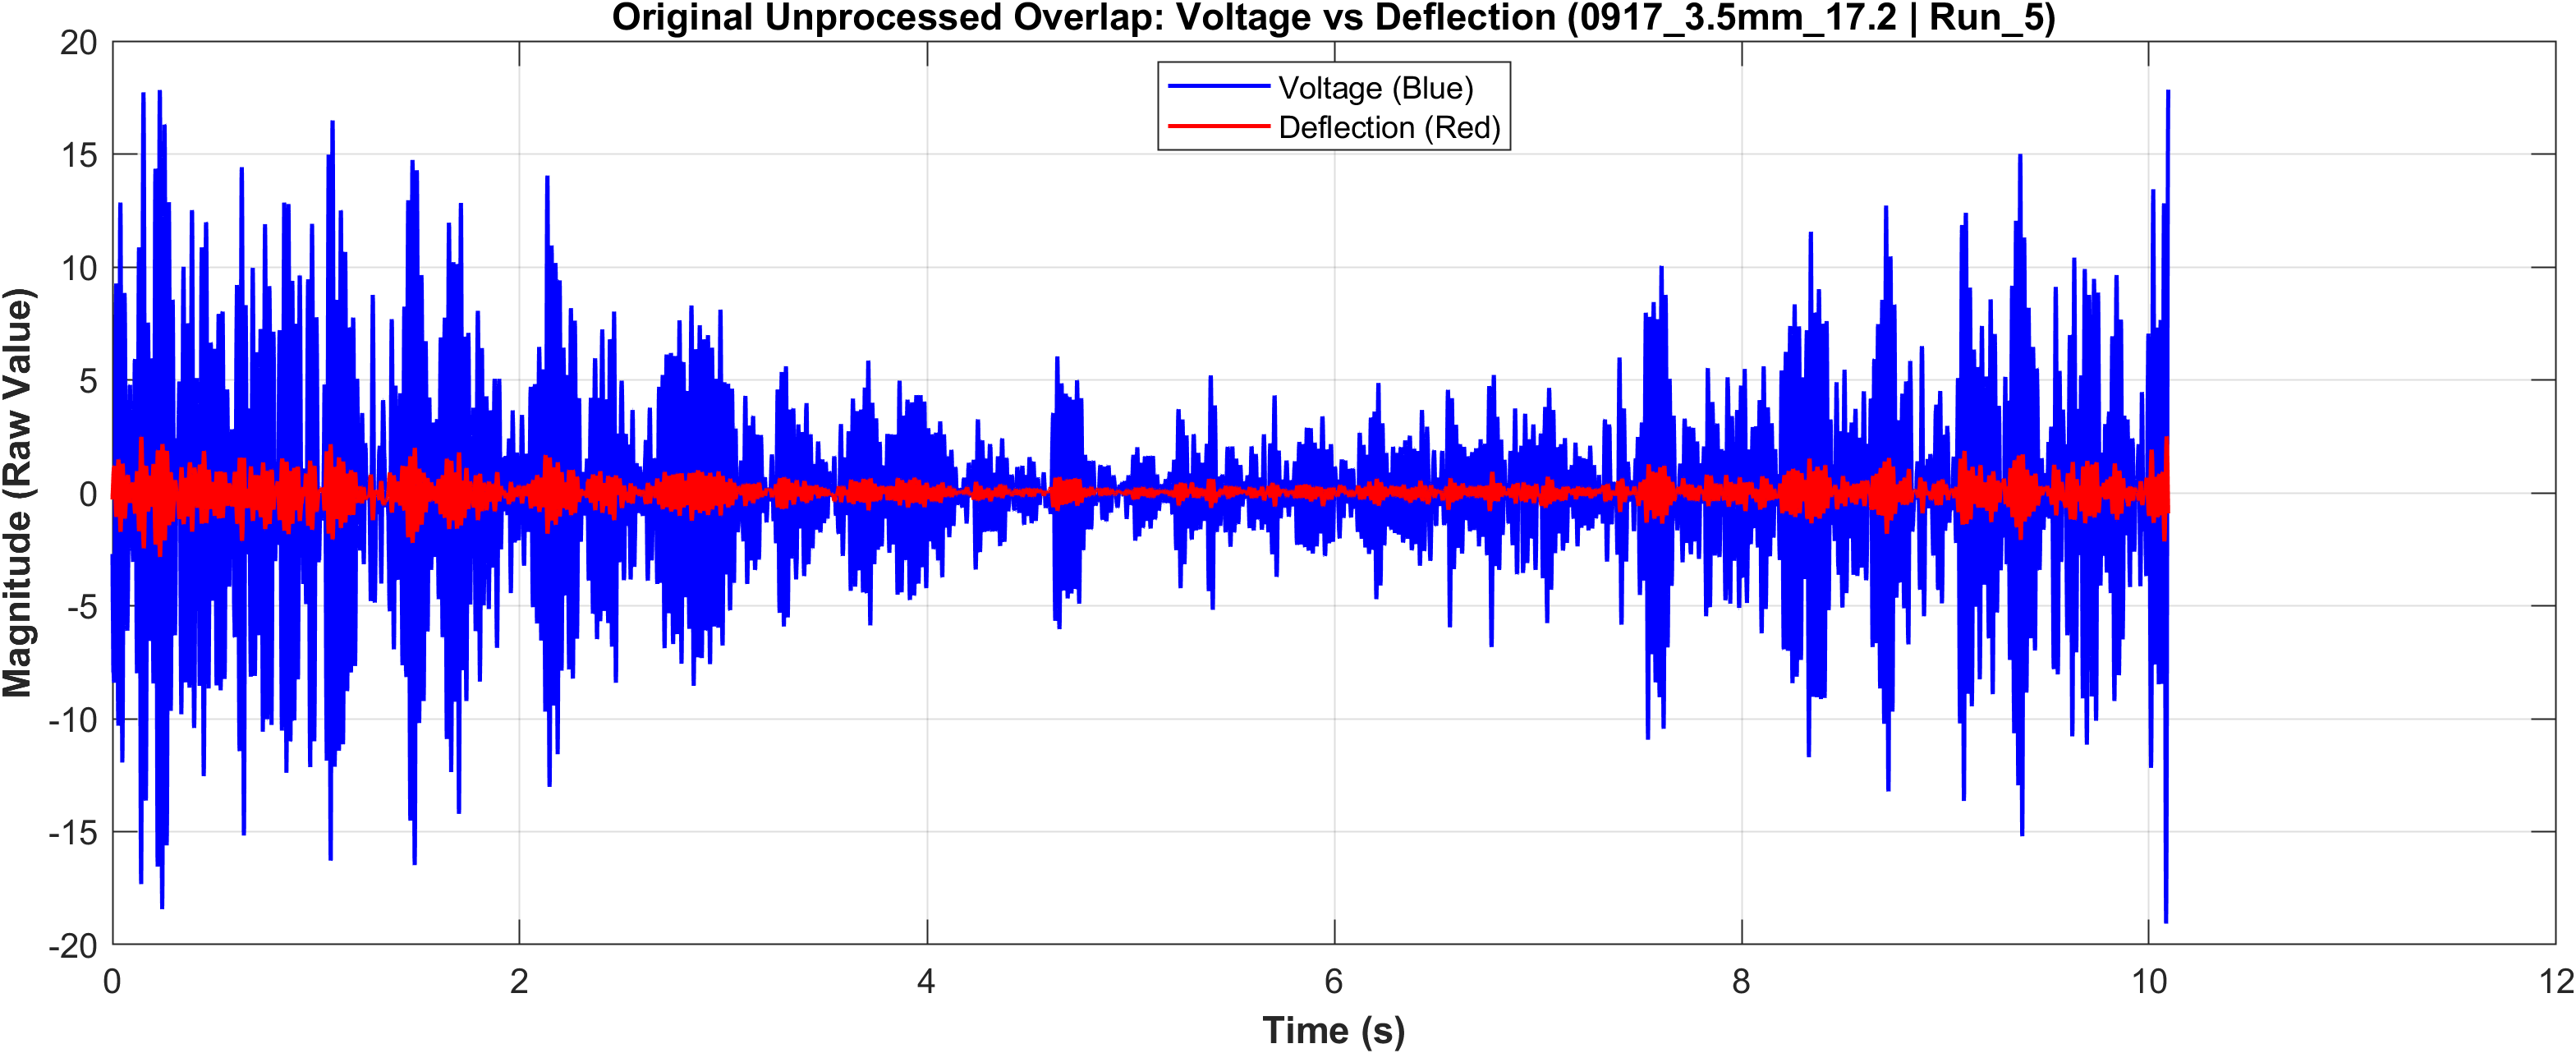 Original Unprocessed Overlap: Voltage vs Deflection (0917_3.5mm_17.2 | Run_5)
Voltage (Blue)
Deflection (Red)
Magnitude (Raw Value)
20
15
10
5
0
-5
-10
-15
-20
0 2 4 6 8 10 12
Time (s)